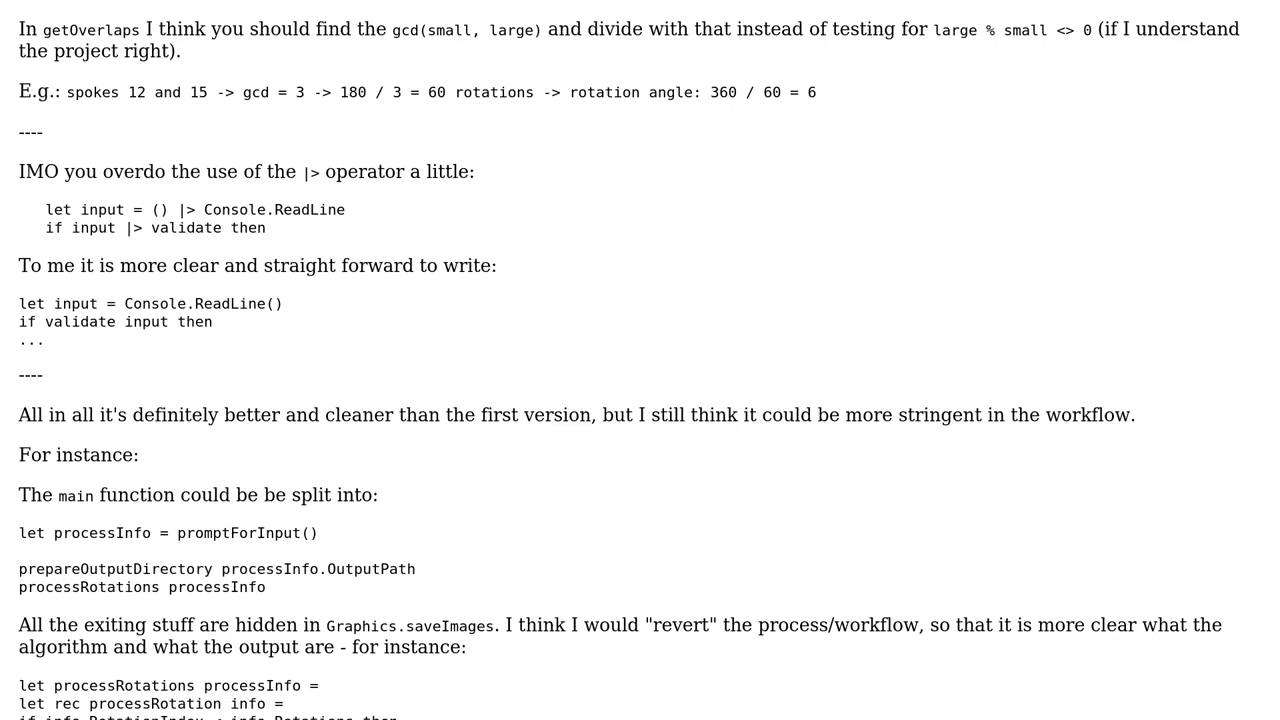 In getOverlaps I think you should find the gcd(small, large) and divide with that instead of testing for large % small <> 0 (if I understand
the project right).
E.g.: spokes 12 and 15 -> gcd = 3 -> 180 / 3 = 60 rotations -> rotation angle: 360 / 60 = 6
----
IMO you overdo the use of the |> operator a little:
let input = () |> Console.ReadLine
if input |> validate then
To me it is more clear and straight forward to write:
let input = Console.ReadLine()
if validate input then
...
----
All in all it's definitely better and cleaner than the first version, but I still think it could be more stringent in the workflow.
For instance:
The main function could be be split into:
let processInfo = promptForInput()
prepareOutputDirectory processInfo.OutputPath
processRotations processInfo
All the exiting stuff are hidden in Graphics.saveImages. I think I would "revert" the process/workflow, so that it is more clear what the
algorithm and what the output are - for instance:
let processRotations processInfo =
let rec processRotation info =
if info.RotationIndex < info.Rotations then